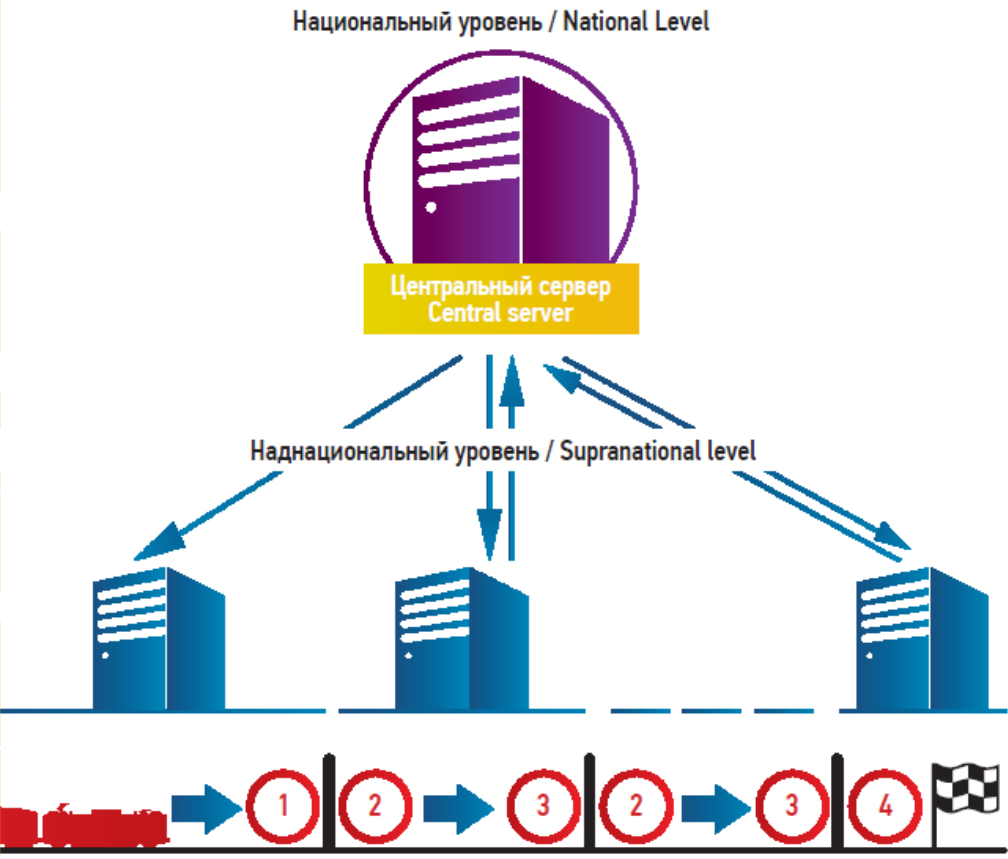 Национальный уровень / National Level
Центральный сервер
Central server
Наднациональный уровень / Supranational level
1 2 3 2 3 4